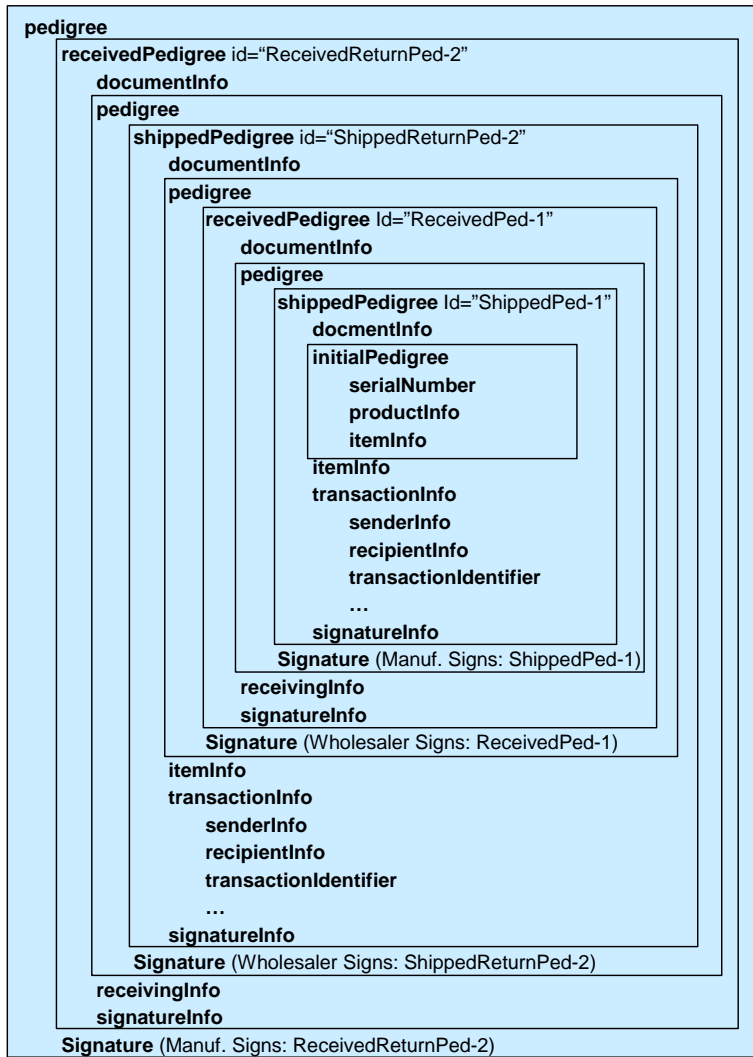 pedigree
receivedPedigree id=”ReceivedReturnPed-2”
documentInfo
pedigree
shippedPedigree id=”ShippedReturnPed-2”
documentInfo
pedigree
receivedPedigree Id=”ReceivedPed-1”
documentInfo
pedigree
shippedPedigree Id=”ShippedPed-1”
docmentInfo
initialPedigree
serialNumber
productInfo
itemInfo
itemInfo
transactionInfo
senderInfo
recipientInfo
transactionIdentifier
…
signatureInfo
Signature (Manuf. Signs: ShippedPed-1)
receivingInfo
signatureInfo
Signature (Wholesaler Signs: ReceivedPed-1)
itemInfo
transactionInfo
senderInfo
recipientInfo
transactionIdentifier
…
signatureInfo
Signature (Wholesaler Signs: ShippedReturnPed-2)
receivingInfo
signatureInfo
Signature (Manuf. Signs: ReceivedReturnPed-2)